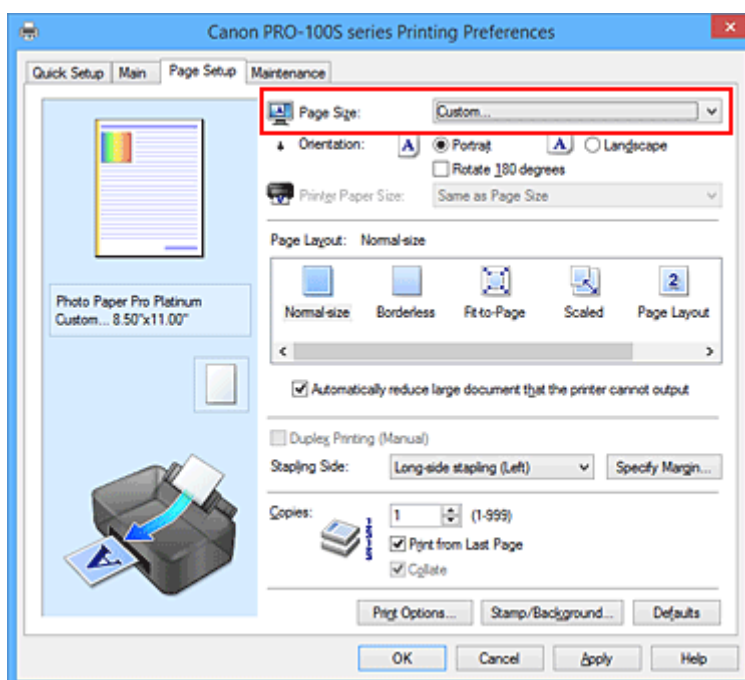 Canon PRO-100S series Printing Preferences
Quick Setup Main Page Setup Maintenance
Page Size: Custom...
Orientation: A Portrait A Landscape
Rotate 180 degrees
Printer Paper Size: Same as Page Size
Page Layout: Normal-size
2
Normal-size Borderless Fit-to-Page Scaled Page Layout
Photo Paper Pro Platinum
Custom... 8.50"x11.00"
Automatically reduce large document that the printer cannot output
Duplex Printing (Manual)
Stapling Side: Long-side stapling (Left) Specify Margin...
Copies: 1 (1-999)
Print from Last Page
Collate
A
Print Options... Stamp/Background... Defaults
OK Cancel Apply Help